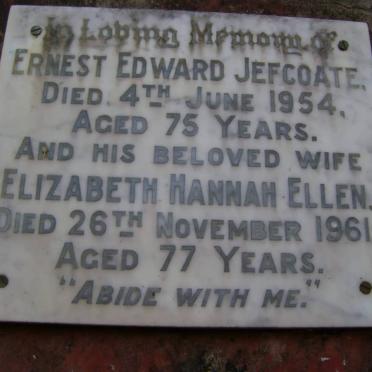 In Loving Memory of
ERNEST EDWARD JEFCOATE,
DIED 4TH JUNE 1954,
AGED 75 YEARS.
AND HIS BELOVED WIFE
ELIZABETH HANNAH ELLEN,
DIED 26TH NOVEMBER 1961
AGED 77 YEARS.
"ABIDE WITH ME."